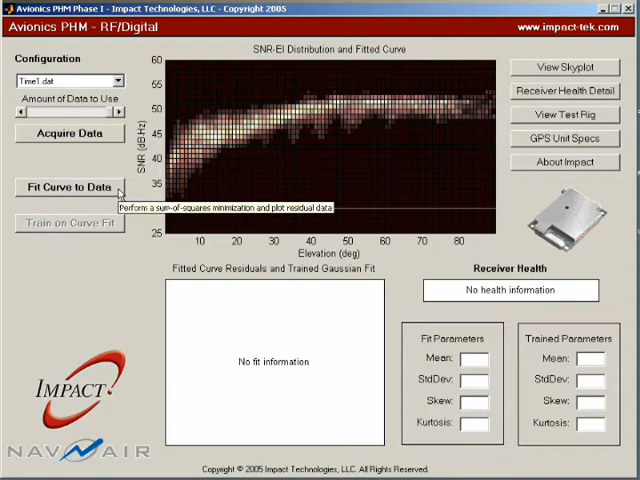 Avionics PHM Phase I - Impact Technologies, LLC - Copyright 2005
Avionics PHM - RF/Digital
www.impact-tek.com
Configuration
Time1.dat
Amount of Data to Use
Acquire Data
Fit Curve to Data
Perform a sum-of-squares minimization and plot residual data
Train on Curve Fit
SNR-El Distribution and Fitted Curve
SNR (dB.Hz)
60
55
50
45
40
35
25
10 20 30 40 50 60 70 80
Elevation (deg)
View Skyplot
Receiver Health Detail
View Test Rig
GPS Unit Specs
About Impact
Fitted Curve Residuals and Trained Gaussian Fit
No fit information
Receiver Health
No health information
Fit Parameters
Mean:
StdDev:
Skew:
Kurtosis:
Trained Parameters
Mean:
StdDev:
Skew:
Kurtosis:
IMPACT
NAVAIR
Copyright © 2005 Impact Technologies, LLC. All Rights Reserved.